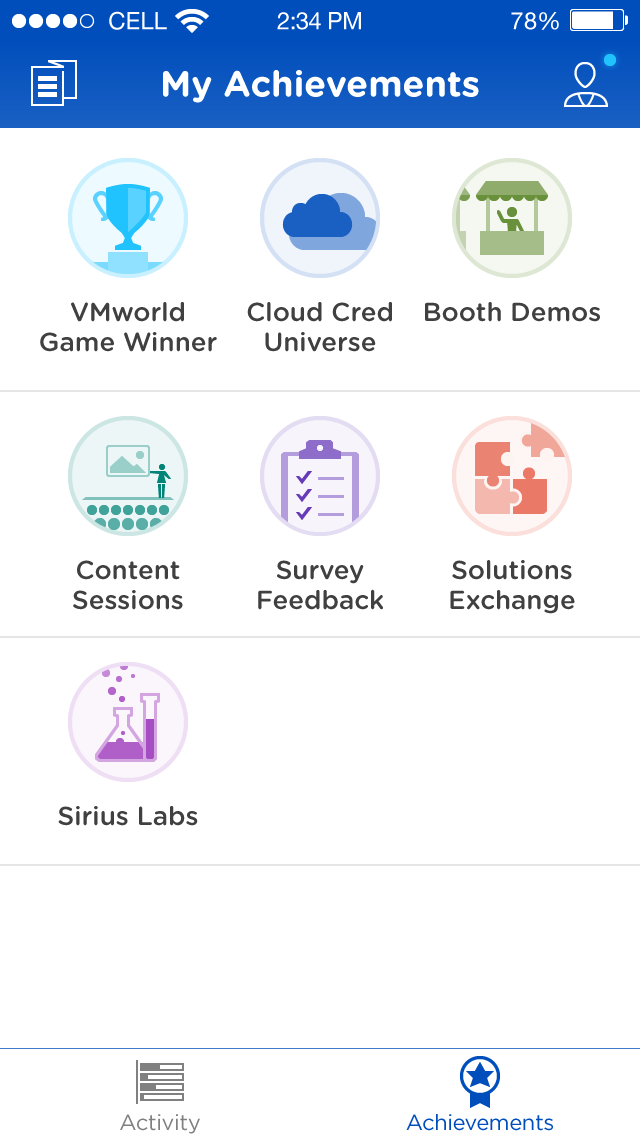 CELL 2:34 PM 78%
My Achievements
VMworld
Game Winner
Cloud Cred
Universe
Booth Demos
Content
Sessions
Survey
Feedback
Solutions
Exchange
Sirius Labs
Activity
Achievements